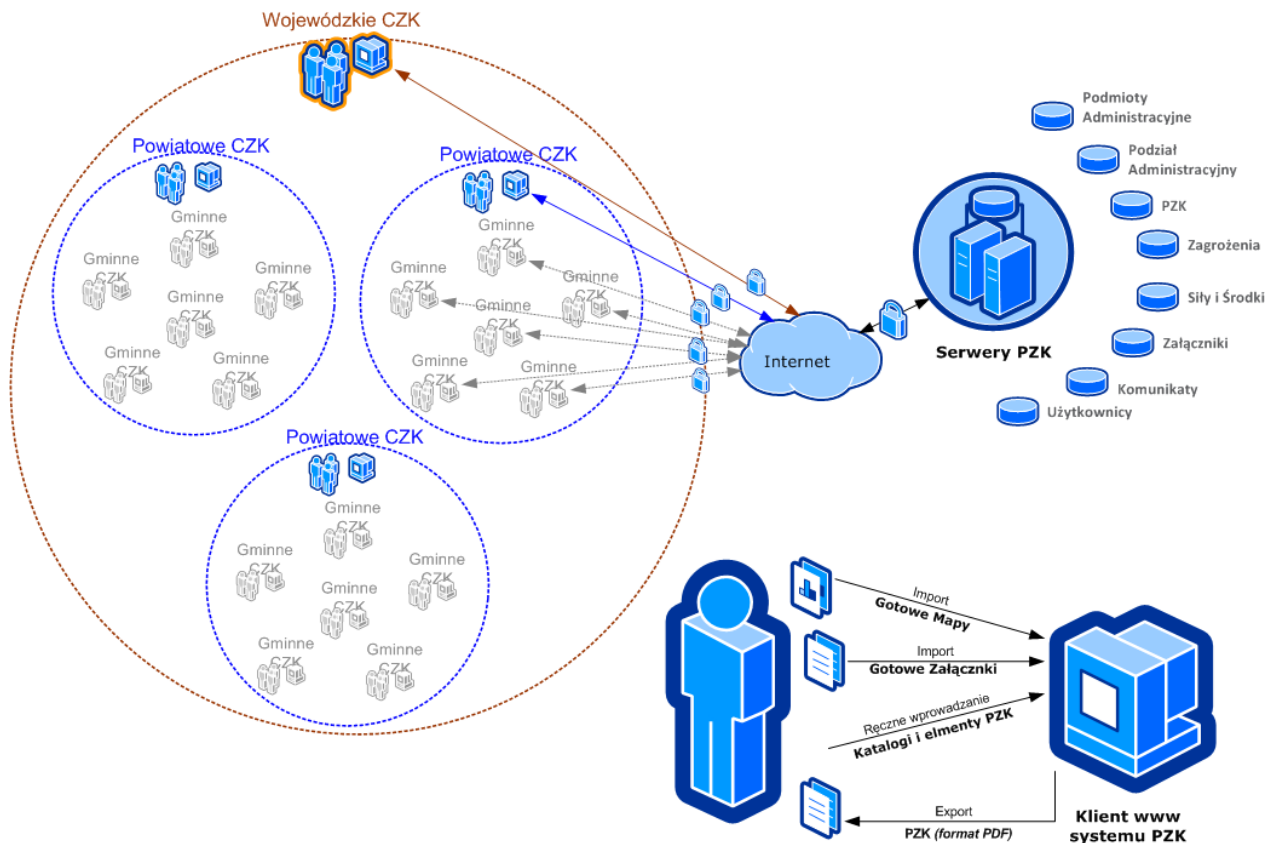 Wojewódzkie CZK
Powiatowe CZK
Gminne
CZK
Gminne
CZK
Gminne
CZK
Gminne
CZK
Gminne
CZK
Gminne
CZK
Powiatowe CZK
Gminne
CZK
Gminne
CZK
Gminne
CZK
Gminne
CZK
Gminne
CZK
Gminne
CZK
Powiatowe CZK
Gminne
CZK
Gminne
CZK
Gminne
CZK
Gminne
CZK
Gminne
CZK
Gminne
CZK
Internet
Serwery PZK
Podmioty
Administracyjne
Podział
Administracyjny
PZK
Zagrożenia
Siły i Środki
Załączniki
Komunikaty
Użytkownicy
Import
Gotowe Mapy
Import
Gotowe Załącznki
Ręczne wprowadzanie
Katalogi i elmenty PZK
Export
PZK (format PDF)
Klient www
systemu PZK